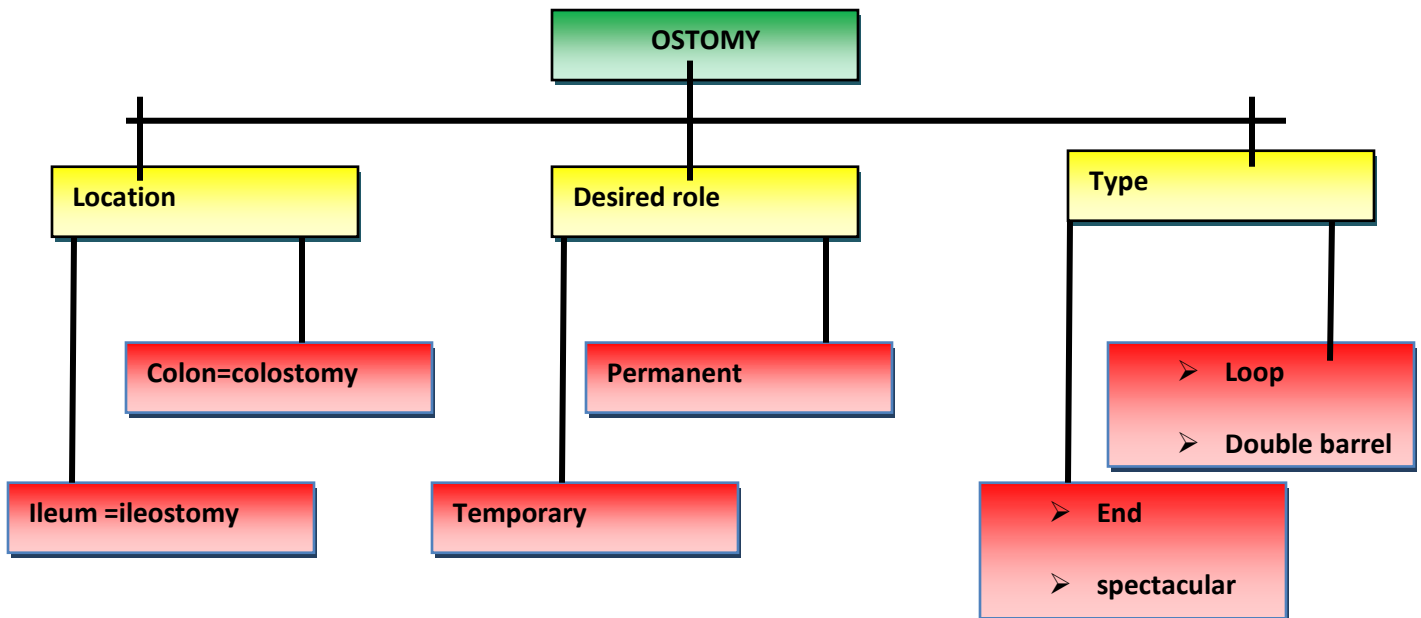 OSTOMY
Location
Desired role
Type
Colon=colostomy
Permanent
➢ Loop
➢ Double barrel
Ileum =ileostomy
Temporary
➢ End
➢ spectacular